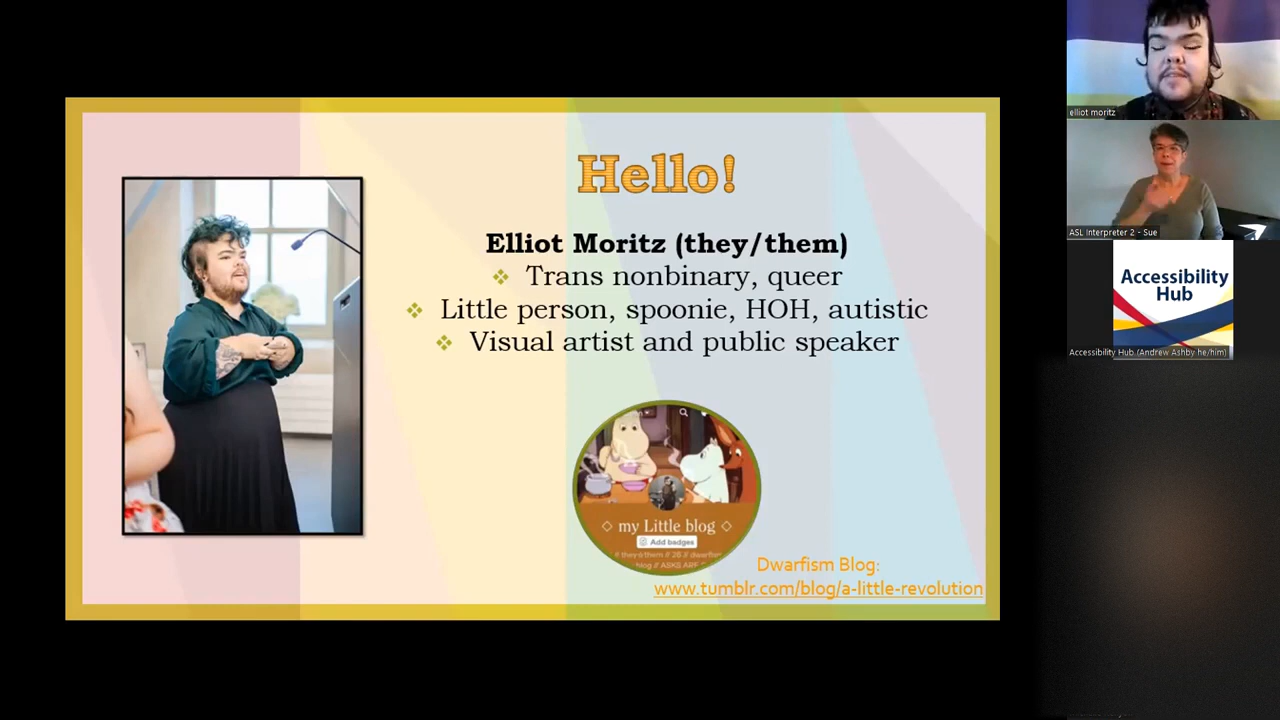 Hello!
Elliot Moritz (they/them)
❖ Trans nonbinary, queer
❖ Little person, spoonie, HOH, autistic
❖ Visual artist and public speaker
◇ my Little blog ◇
Add badges
Dwarfism Blog:
www.tumblr.com/blog/a-little-revolution
elliot moritz
ASL Interpreter 2 - Sue
Accessibility
Hub
Accessibility Hub (Andrew Ashby he/him)